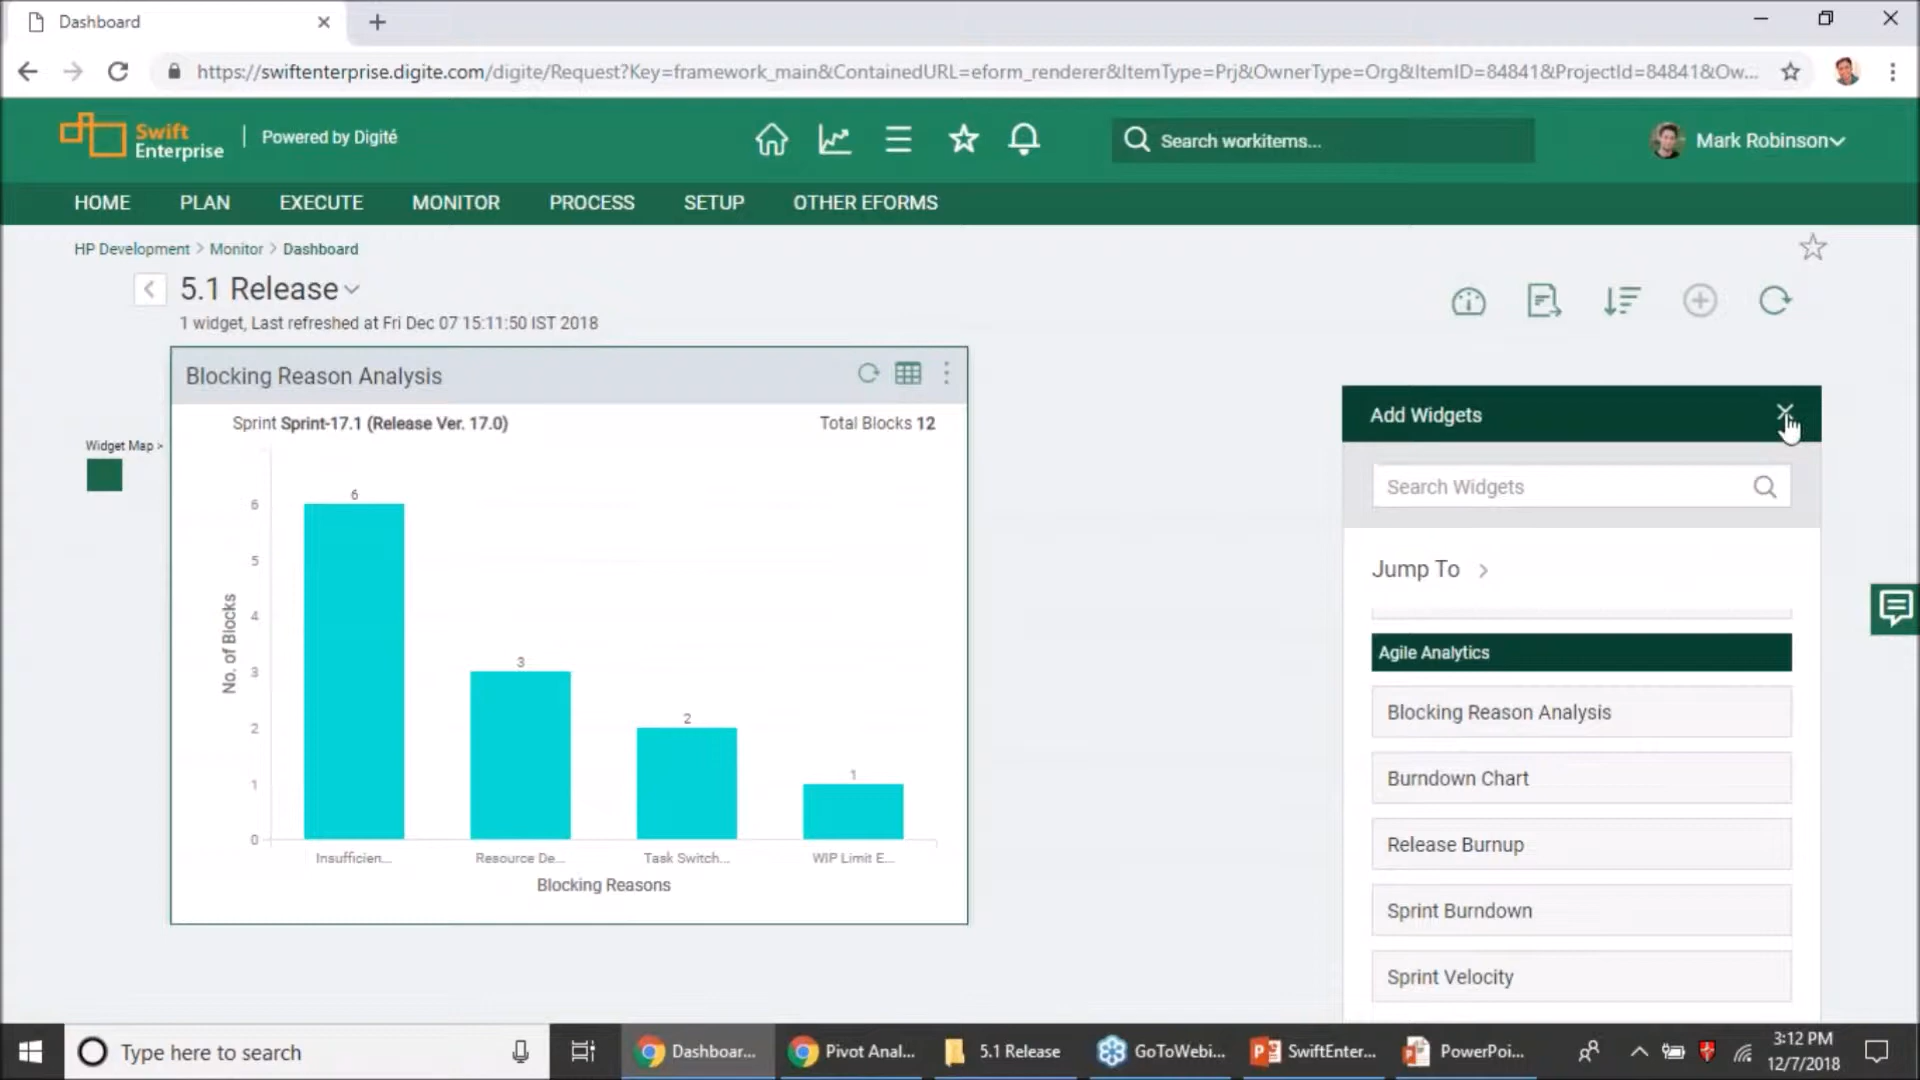 Dashboard
https://swiftenterprise.digite.com/digite/Request?Key=framework_main&ContainedURL=eform_renderer&ItemType=Prj&OwnerType=Org&ItemID=84841&ProjectId=84841&Ow...
Swift Enterprise
Powered by Digité
Search workitems...
Mark Robinson
HOME PLAN EXECUTE MONITOR PROCESS SETUP OTHER EFORMS
HP Development > Monitor > Dashboard
5.1 Release
1 widget, Last refreshed at Fri Dec 07 15:11:50 IST 2018
Widget Map >
Blocking Reason Analysis
Sprint Sprint-17.1 (Release Ver. 17.0)
Total Blocks 12
No. of Blocks
6
5
4
3
2
1
0
6
3
2
1
Insufficien...
Resource De...
Task Switch...
WIP Limit E...
Blocking Reasons
Add Widgets
Search Widgets
Jump To >
Agile Analytics
Blocking Reason Analysis
Burndown Chart
Release Burnup
Sprint Burndown
Sprint Velocity
Type here to search
Dashboar...
Pivot Anal...
5.1 Release
GoToWebi...
SwiftEnter...
PowerPoi...
3:12 PM
12/7/2018